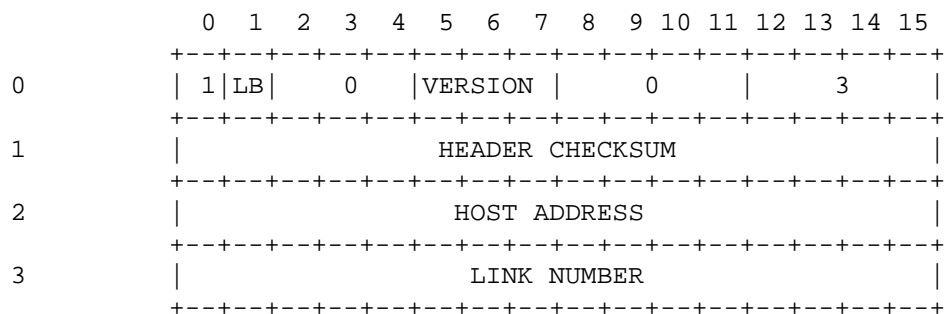 0  1  2  3  4  5  6  7  8  9 10 11 12 13 14 15
            +--+--+--+--+--+--+--+--+--+--+--+--+--+--+--+--+
0           | 1|LB|     0     |VERSION |     0     |     3     |
            +--+--+--+--+--+--+--+--+--+--+--+--+--+--+--+--+
1           |                HEADER CHECKSUM                |
            +--+--+--+--+--+--+--+--+--+--+--+--+--+--+--+--+
2           |                 HOST ADDRESS                  |
            +--+--+--+--+--+--+--+--+--+--+--+--+--+--+--+--+
3           |                  LINK NUMBER                  |
            +--+--+--+--+--+--+--+--+--+--+--+--+--+--+--+--+